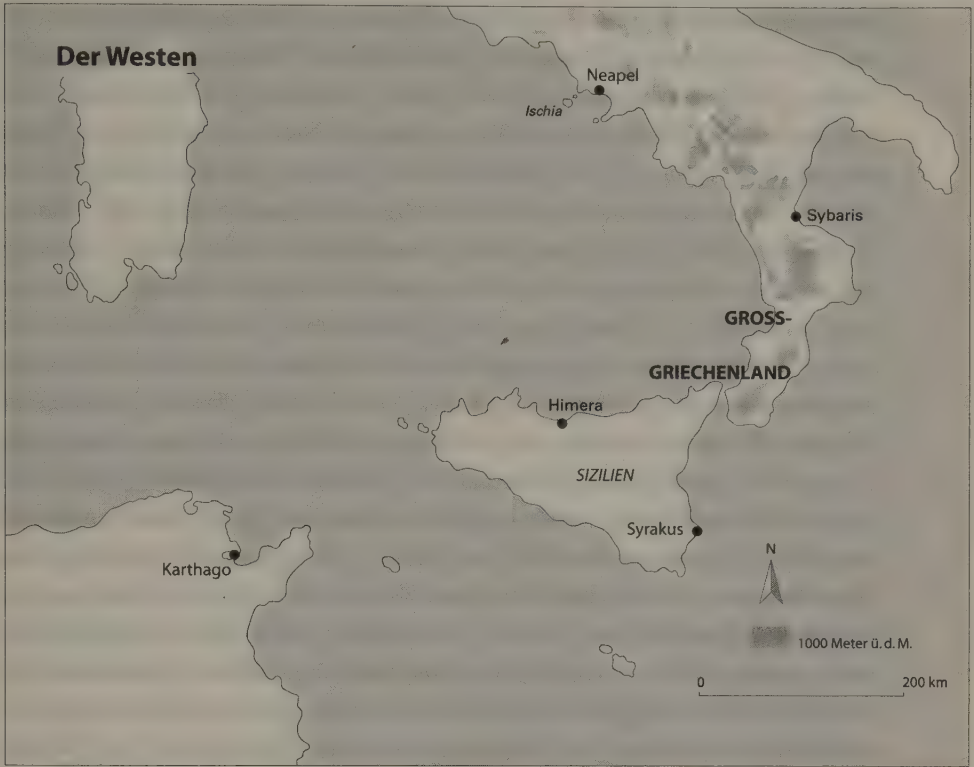 Der Westen
Neapel
Ischia
Sybaris
GROSS-
GRIECHENLAND
Himera
SIZILIEN
Syrakus
Karthago
N
1000 Meter ü. d. M.
0 200 km